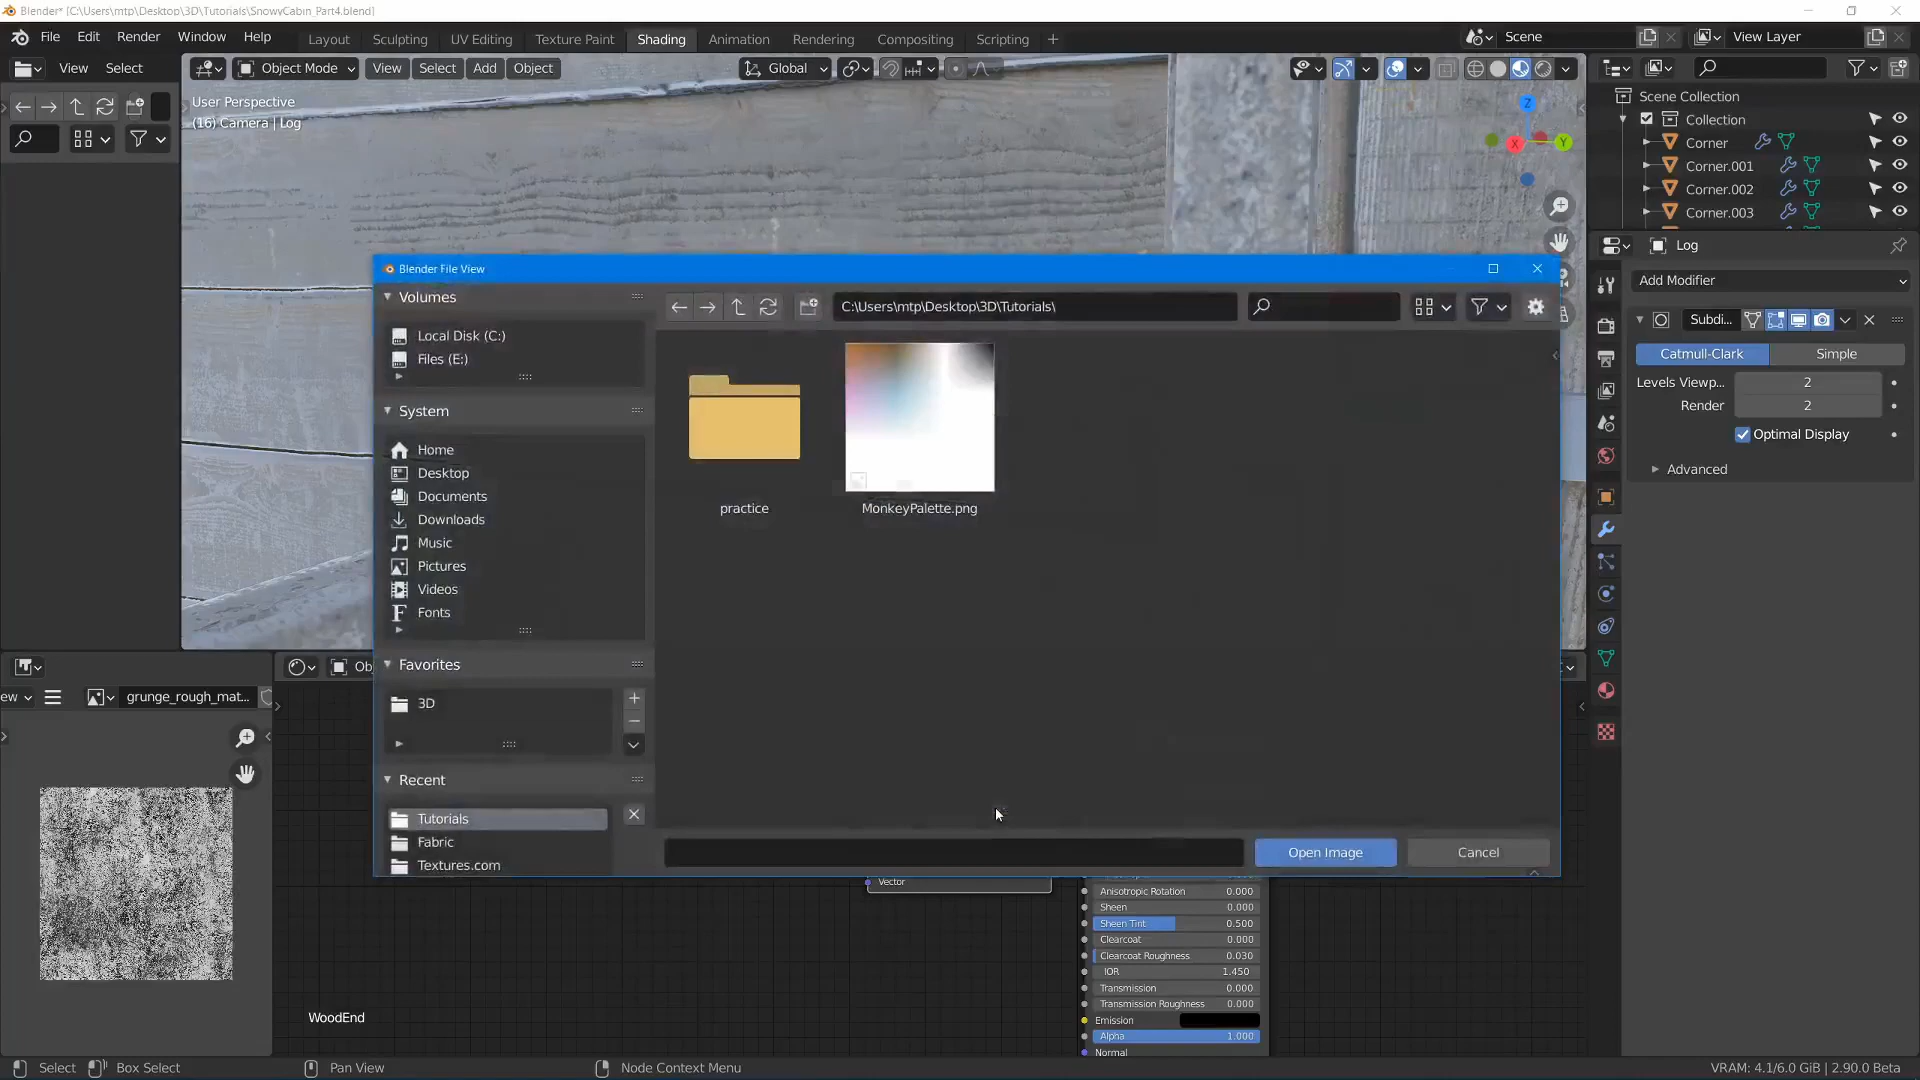 Blender* [C:\Users\mtp\Desktop\3D\Tutorials\SnowyCabin_Part4.blend]
File Edit Render Window Help Layout Sculpting UV Editing Texture Paint Shading Animation Rendering Compositing Scripting + Scene View Layer
View Select Object Mode View Select Add Object Global
User Perspective
(16) Camera | Log
Z
X
Y
Scene Collection
Collection
Corner
Corner.001
Corner.002
Corner.003
Log
Add Modifier
Subdi...
Catmull-Clark Simple
Levels Viewp... 2
Render 2
Optimal Display
Advanced
Blender File View
Volumes
Local Disk (C:)
Files (E:)
System
Home
Desktop
Documents
Downloads
Music
Pictures
Videos
Fonts
Favorites
3D
Recent
Tutorials
Fabric
Textures.com
C:\Users\mtp\Desktop\3D\Tutorials\
practice
MonkeyPalette.png
Open Image Cancel
ew grunge_rough_mat...
Obj
Vector
Anisotropic Rotation 0.000
Sheen 0.000
Sheen Tint 0.500
Clearcoat 0.000
Clearcoat Roughness 0.030
IOR 1.450
Transmission 0.000
Transmission Roughness 0.000
Emission
Alpha 1.000
Normal
WoodEnd
Select Box Select Pan View Node Context Menu VRAM: 4.1/6.0 GiB | 2.90.0 Beta